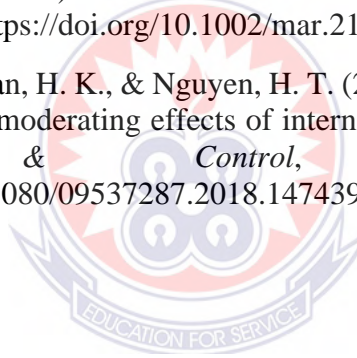 tps://doi.org/10.1002/mar.21
an, H. K., & Nguyen, H. T. (2
moderating effects of intern
& Control,
080/09537287.2018.147439
EDUCATION FOR SERVICE